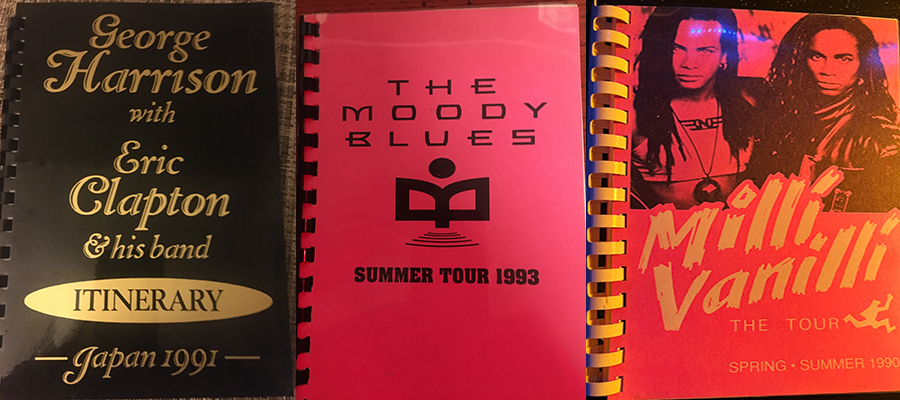 George
Harrison
with
Eric
Clapton
& his band
ITINERARY
Japan 1991
THE
MOODY
BLUES
SUMMER TOUR 1993
Milli
Vanilli
THE TOUR
SPRING • SUMMER 1990